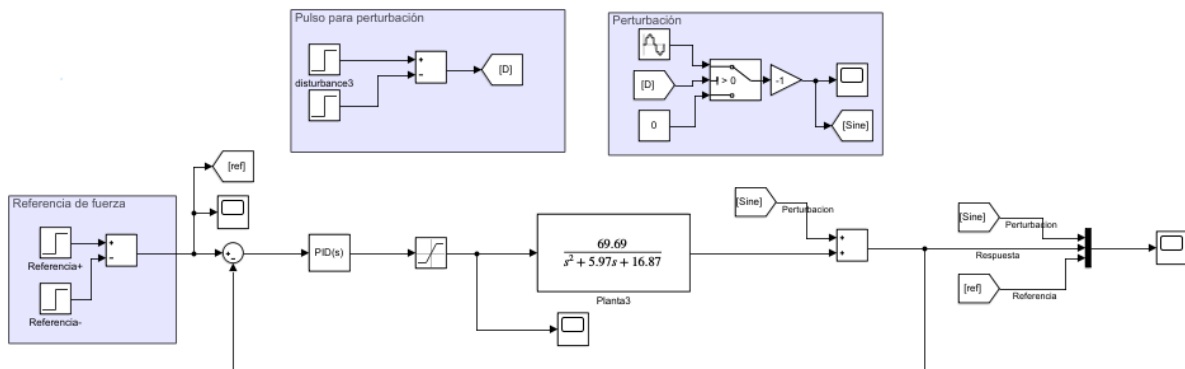 Pulso para perturbación
+
−
disturbance3
[D]
Perturbación
[D]
> 0
0
-1
[Sine]
[ref]
Referencia de fuerza
+
−
Referencia+
Referencia-
+
−
PID(s)
69.69
s² + 5.97s + 16.87
Planta3
[Sine]
Perturbacion
+
+
[Sine]
Perturbacion
Respuesta
[ref]
Referencia